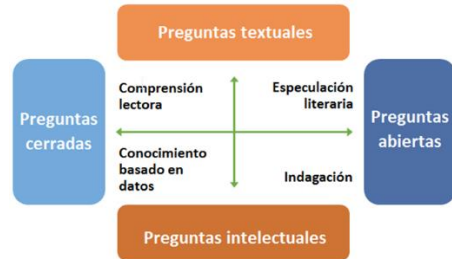 Preguntas textuales
Preguntas
cerradas
Comprensión
lectora
Especulación
literaria
Conocimiento
basado en
datos
Indagación
Preguntas
abiertas
Preguntas intelectuales